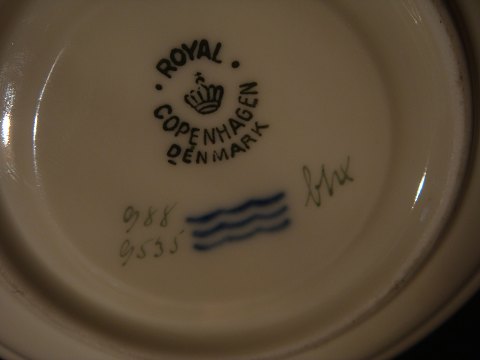 ROYAL
COPENHAGEN
DENMARK
988
9535